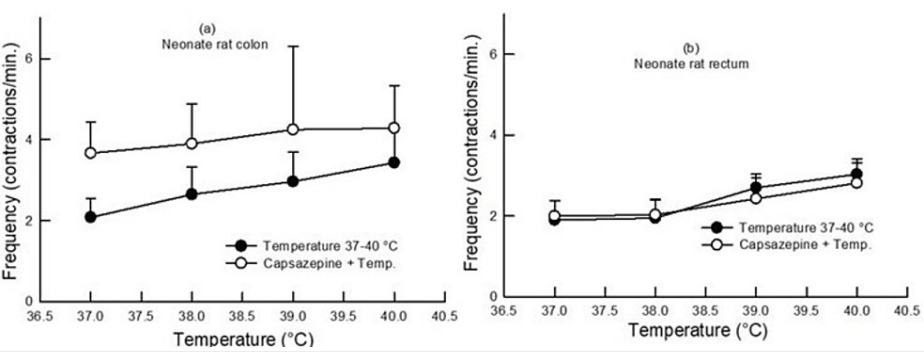 (a)
Neonate rat colon
Frequency (contractions/min.)
6
4
2
0
Temperature 37-40 °C
Capsazepine + Temp.
36.5 37.0 37.5 38.0 38.5 39.0 39.5 40.0 40.5
Temperature (°C)
(b)
Neonate rat rectum
Frequency (contractions/min.)
6
4
2
0
Temperature 37-40 °C
Capsazepine + Temp.
36.5 37.0 37.5 38.0 38.5 39.0 39.5 40.0 40.5
Temperature (°C)